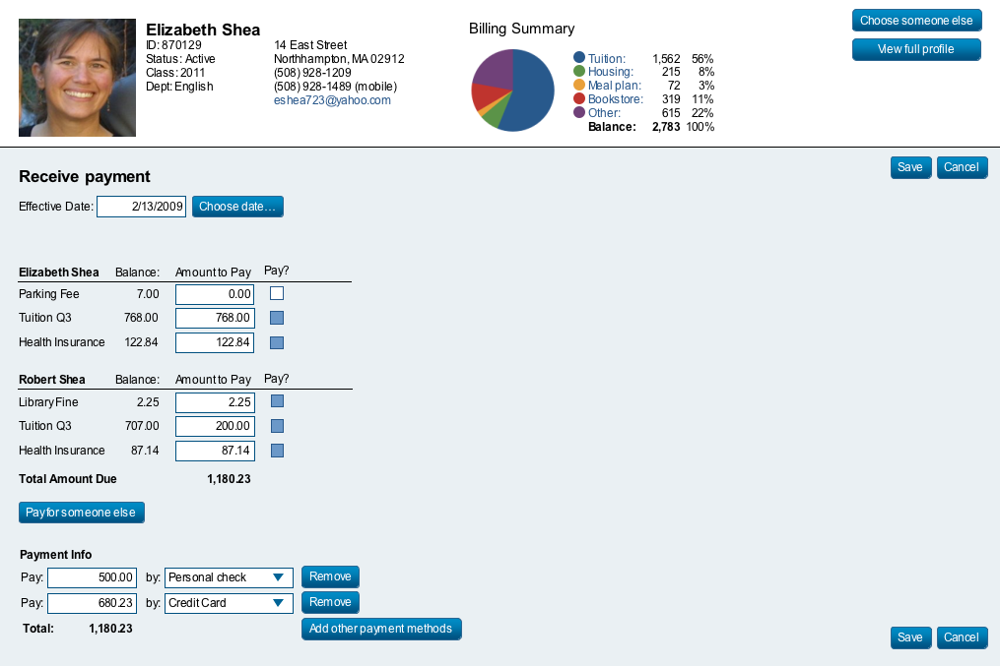 Elizabeth Shea
ID: 870129
Status: Active
Class: 2011
Dept: English
14 East Street
Northhampton, MA 02912
(508) 928-1209
(508) 928-1489 (mobile)
eshea723@yahoo.com
Billing Summary
Tuition: 1,562 56%
Housing: 215 8%
Meal plan: 72 3%
Bookstore: 319 11%
Other: 615 22%
Balance: 2,783 100%
Choose someone else
View full profile
Receive payment
Save Cancel
Effective Date: 2/13/2009 Choose date...
Elizabeth Shea Balance: Amount to Pay Pay?
Parking Fee 7.00 0.00
Tuition Q3 768.00 768.00
Health Insurance 122.84 122.84
Robert Shea Balance: Amount to Pay Pay?
Library Fine 2.25 2.25
Tuition Q3 707.00 200.00
Health Insurance 87.14 87.14
Total Amount Due 1,180.23
Pay for someone else
Payment Info
Pay: 500.00 by: Personal check Remove
Pay: 680.23 by: Credit Card Remove
Total: 1,180.23 Add other payment methods
Save Cancel